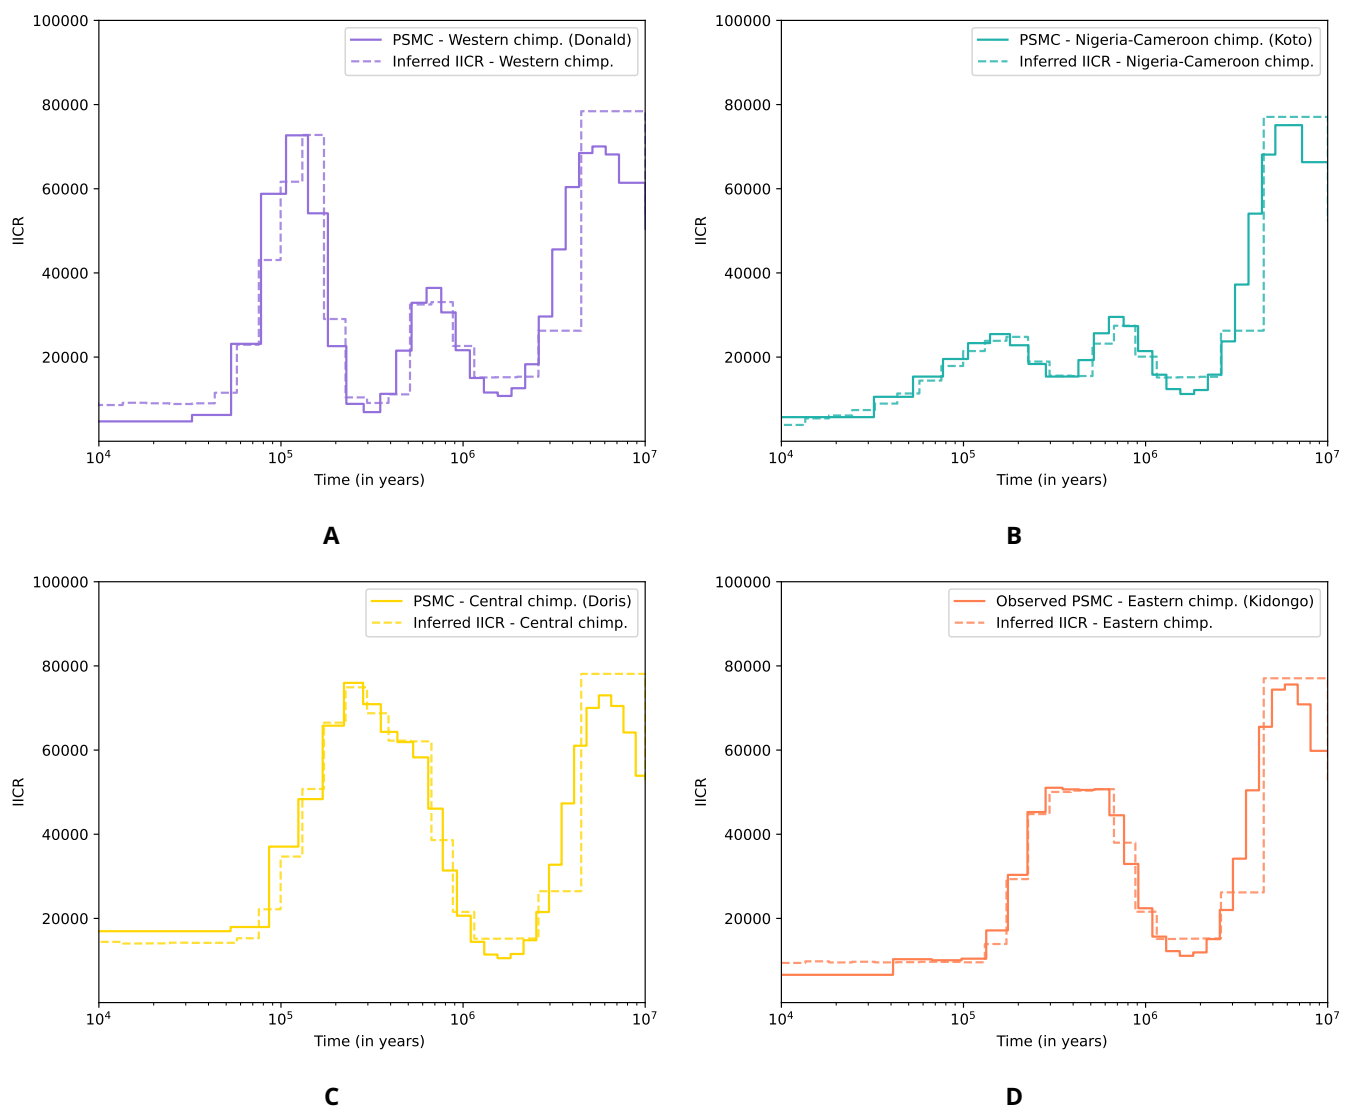 100000
80000
60000
40000
20000
IICR
PSMC - Western chimp. (Donald)
Inferred IICR - Western chimp.
10^4 10^5 10^6 10^7
Time (in years)
A
100000
80000
60000
40000
20000
IICR
PSMC - Nigeria-Cameroon chimp. (Koto)
Inferred IICR - Nigeria-Cameroon chimp.
10^4 10^5 10^6 10^7
Time (in years)
B
100000
80000
60000
40000
20000
IICR
PSMC - Central chimp. (Doris)
Inferred IICR - Central chimp.
10^4 10^5 10^6 10^7
Time (in years)
C
100000
80000
60000
40000
20000
IICR
Observed PSMC - Eastern chimp. (Kidongo)
Inferred IICR - Eastern chimp.
10^4 10^5 10^6 10^7
Time (in years)
D